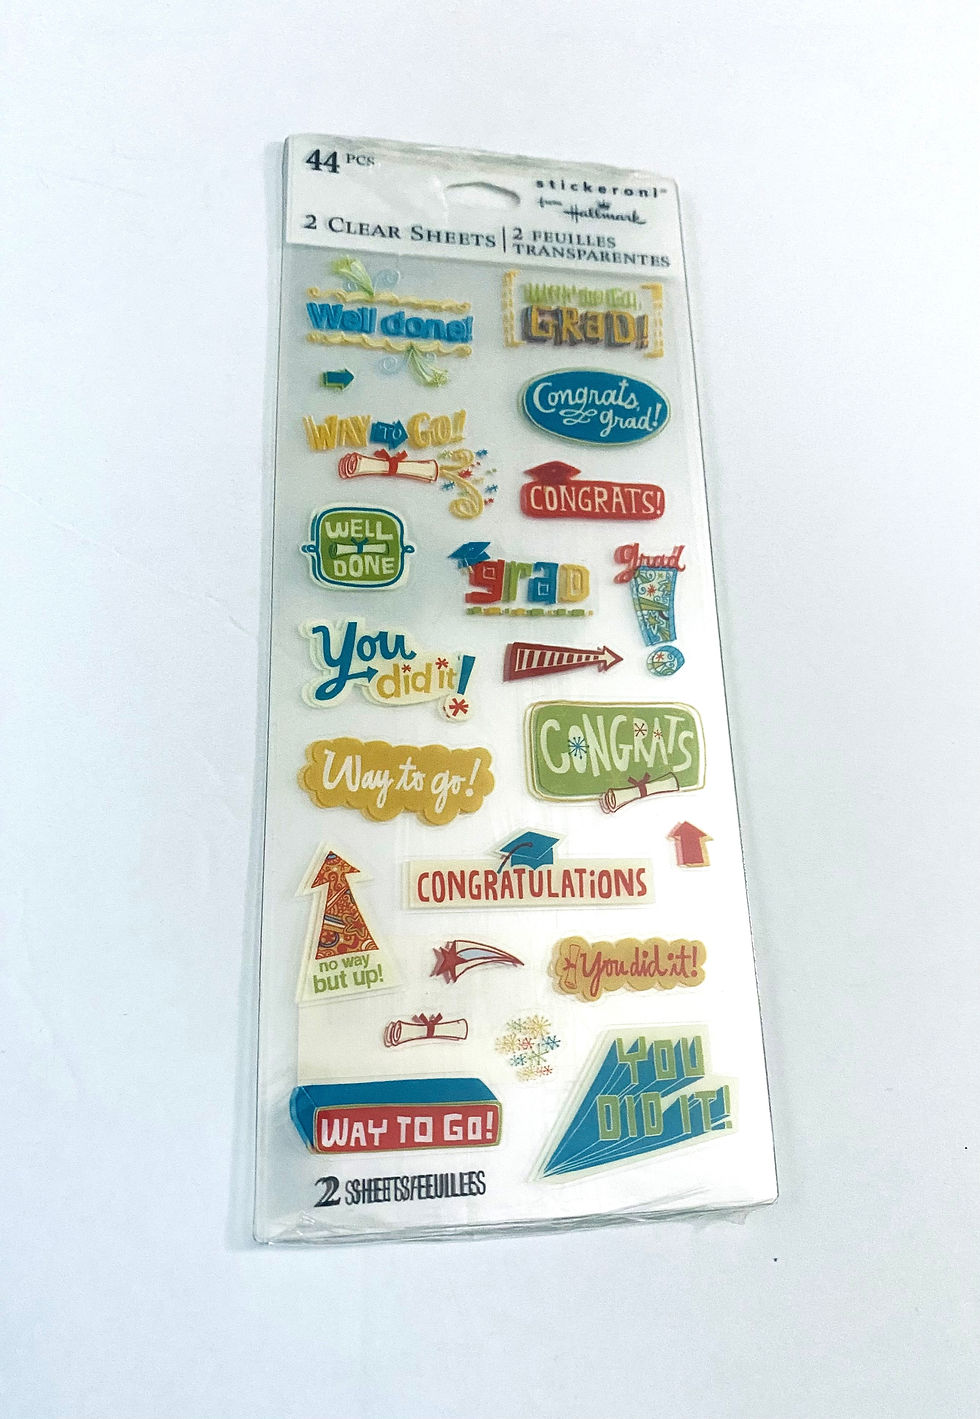 44 PCS
stickeroni™
from Hallmark
2 CLEAR SHEETS | 2 FEUILLES
TRANSPARENTES
Well done!
WAY TO GO,
GRAD!
Congrats,
grad!
WAY TO GO!
CONGRATS!
WELL
DONE
grad
grad
You
did it!
CONGRATS
Way to go!
CONGRATULATiONS
no way
but up!
You did it!
YOU
DID IT!
WAY TO GO!
2 SHEETS/FEUILLES